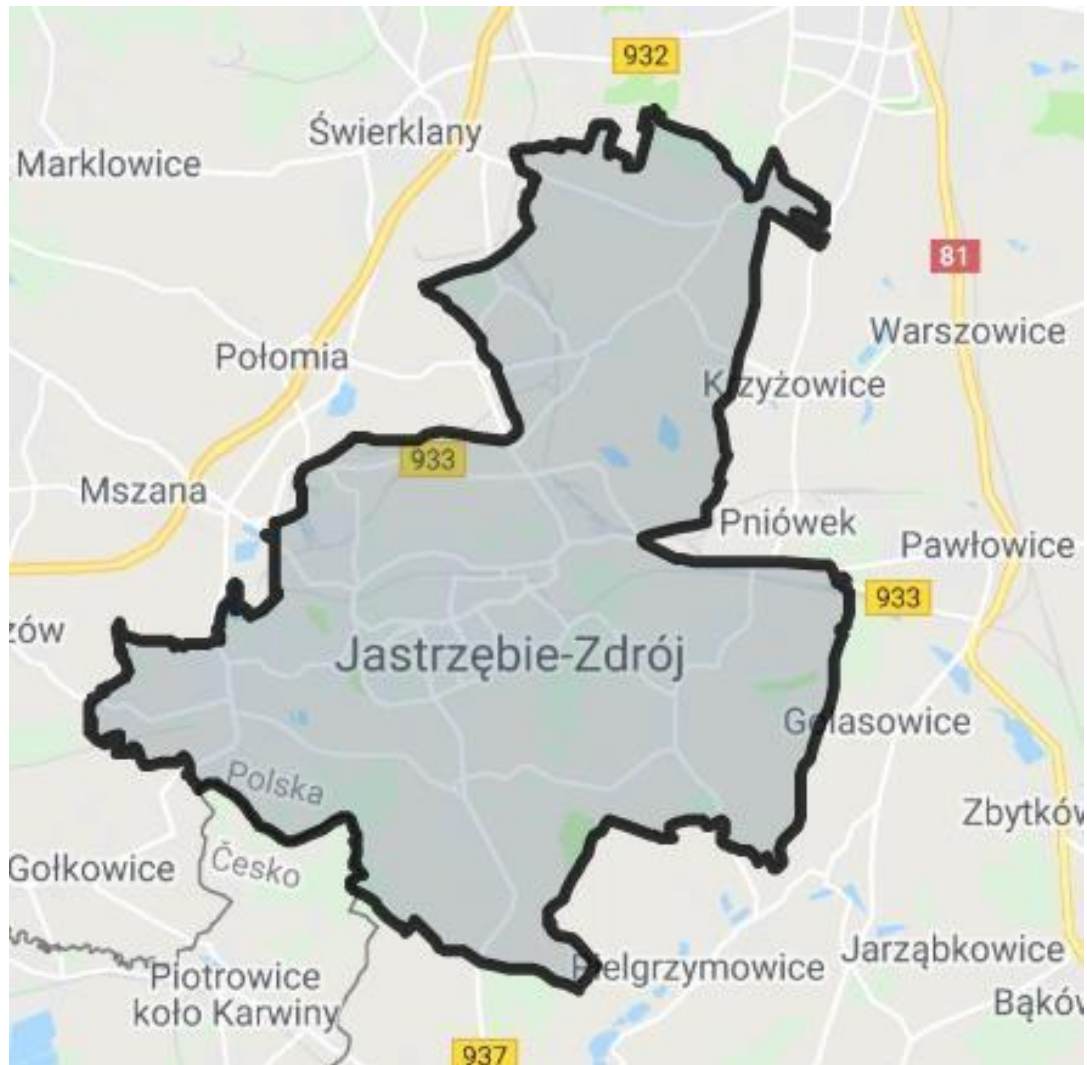 932
Świerklany
Marklowice
81
Warszowice
Połomia
Krzyżowice
933
Mszana
Pniówek
Pawłowice
933
zów
Jastrzębie-Zdrój
Gołasowice
Polska
Zbytków
Gołkowice
Česko
Pielgrzymowice
Jarząbkowice
Piotrowice
koło Karwiny
Bąków
937